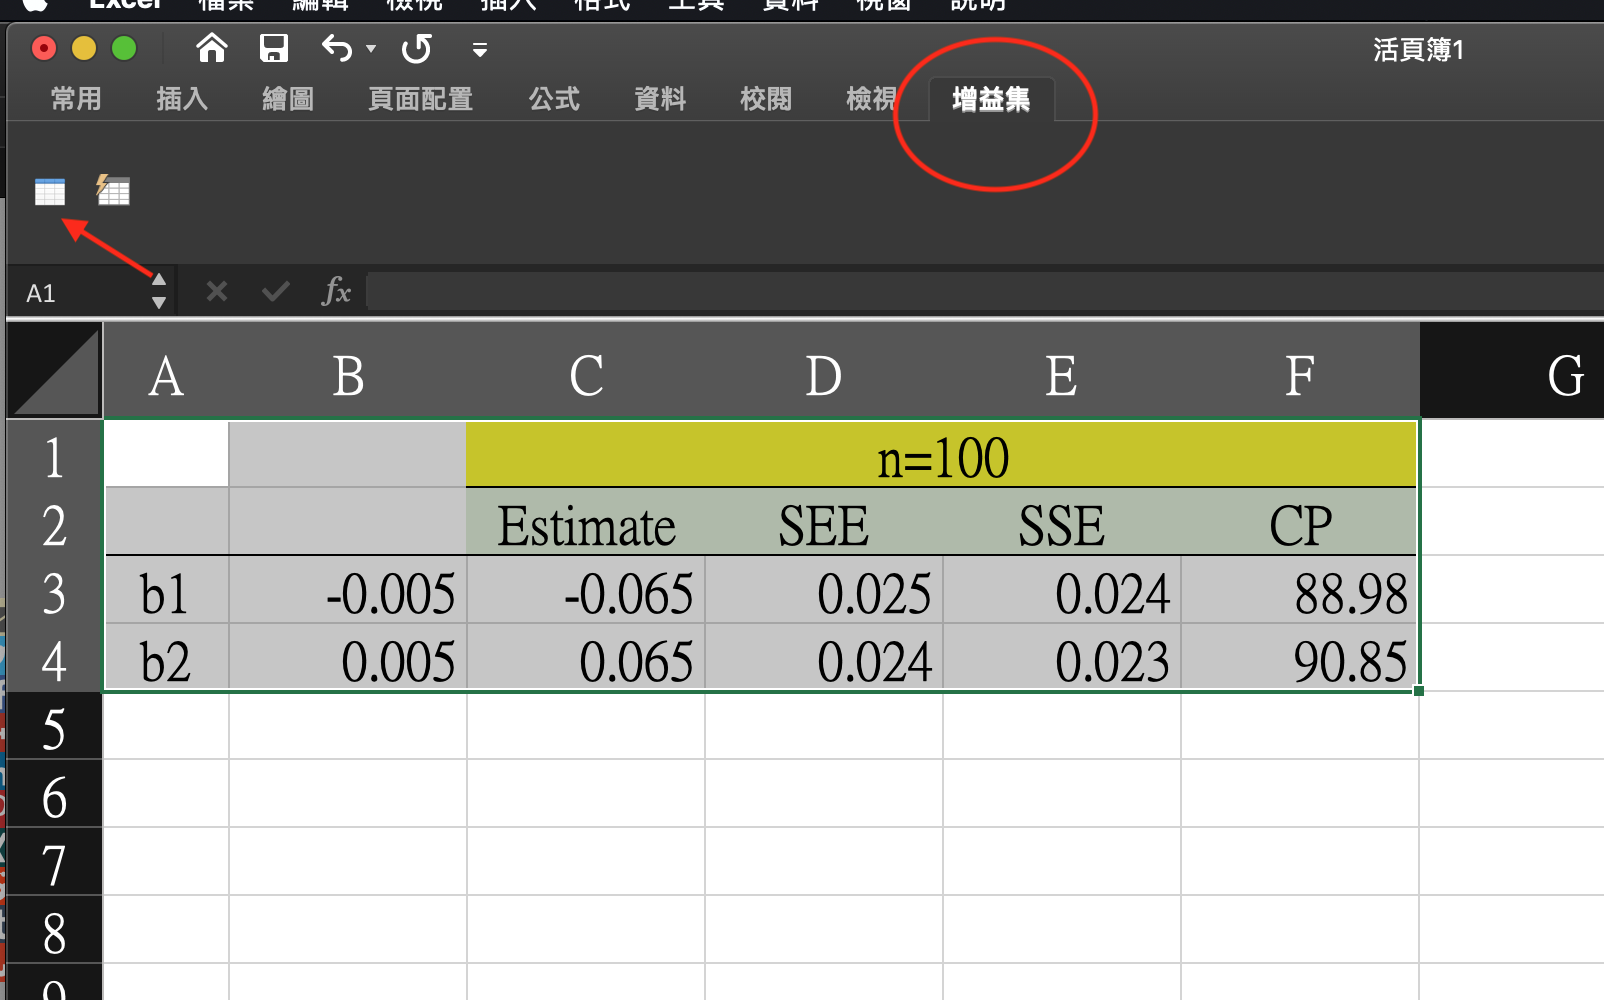 Excel 檔案 編輯 檢視 插入 格式 工具 資料 視窗 說明
活頁簿1
常用 插入 繪圖 頁面配置 公式 資料 校閱 檢視 增益集
A1 fx
A B C D E F G
1 n=100
2 Estimate SEE SSE CP
3 b1 -0.005 -0.065 0.025 0.024 88.98
4 b2 0.005 0.065 0.024 0.023 90.85
5
6
7
8
9